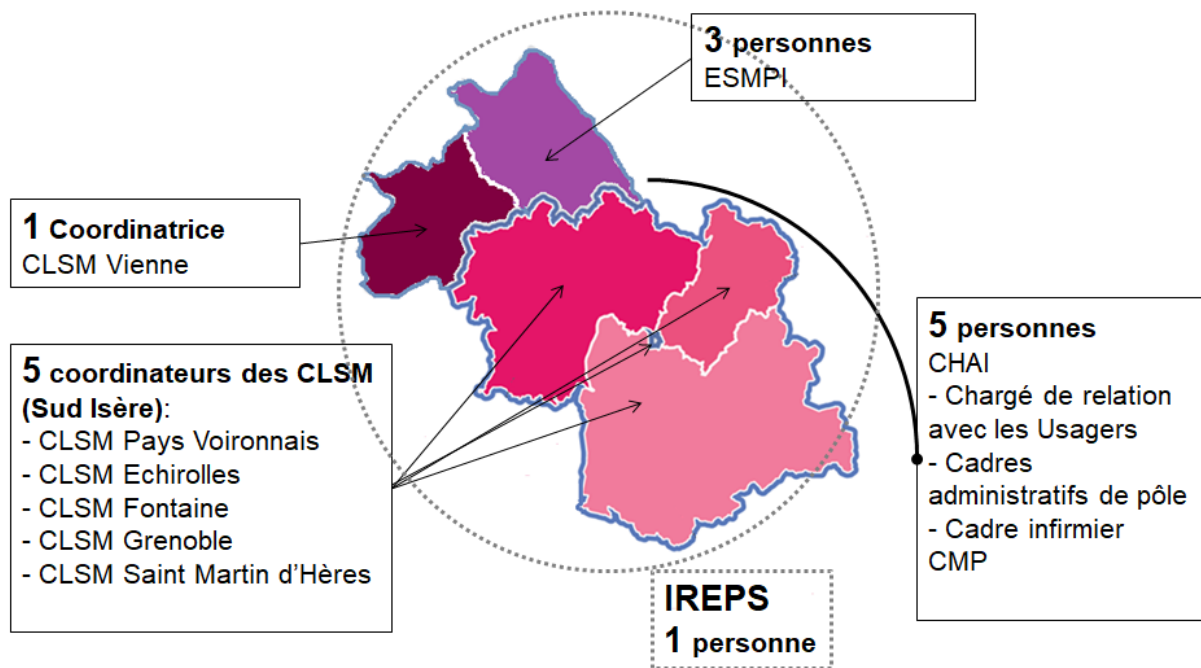 3 personnes
ESMPI
1 Coordinatrice
CLSM Vienne
5 coordinateurs des CLSM
(Sud Isère):
- CLSM Pays Voironnais
- CLSM Echirolles
- CLSM Fontaine
- CLSM Grenoble
- CLSM Saint Martin d’Hères
5 personnes
CHAI
- Chargé de relation
avec les Usagers
- Cadres
administratifs de pôle
- Cadre infirmier
CMP
IREPS
1 personne